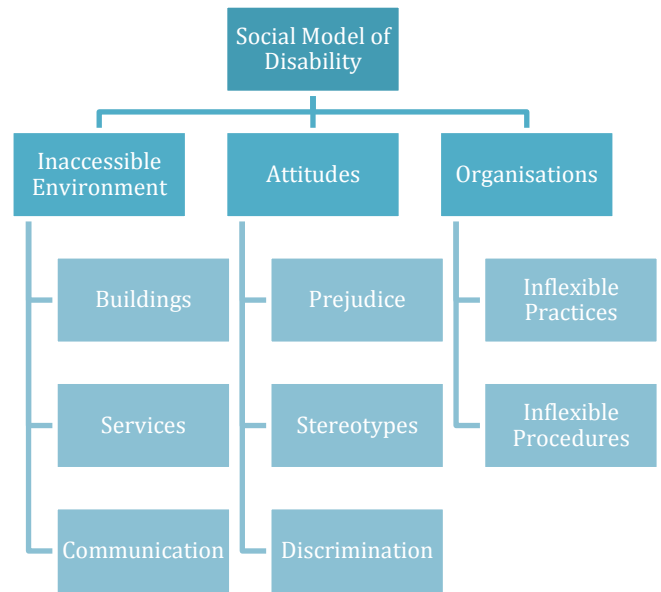 Social Model of
Disability
Inaccessible
Environment
Attitudes
Organisations
Buildings
Prejudice
Inflexible
Practices
Services
Stereotypes
Inflexible
Procedures
Communication
Discrimination